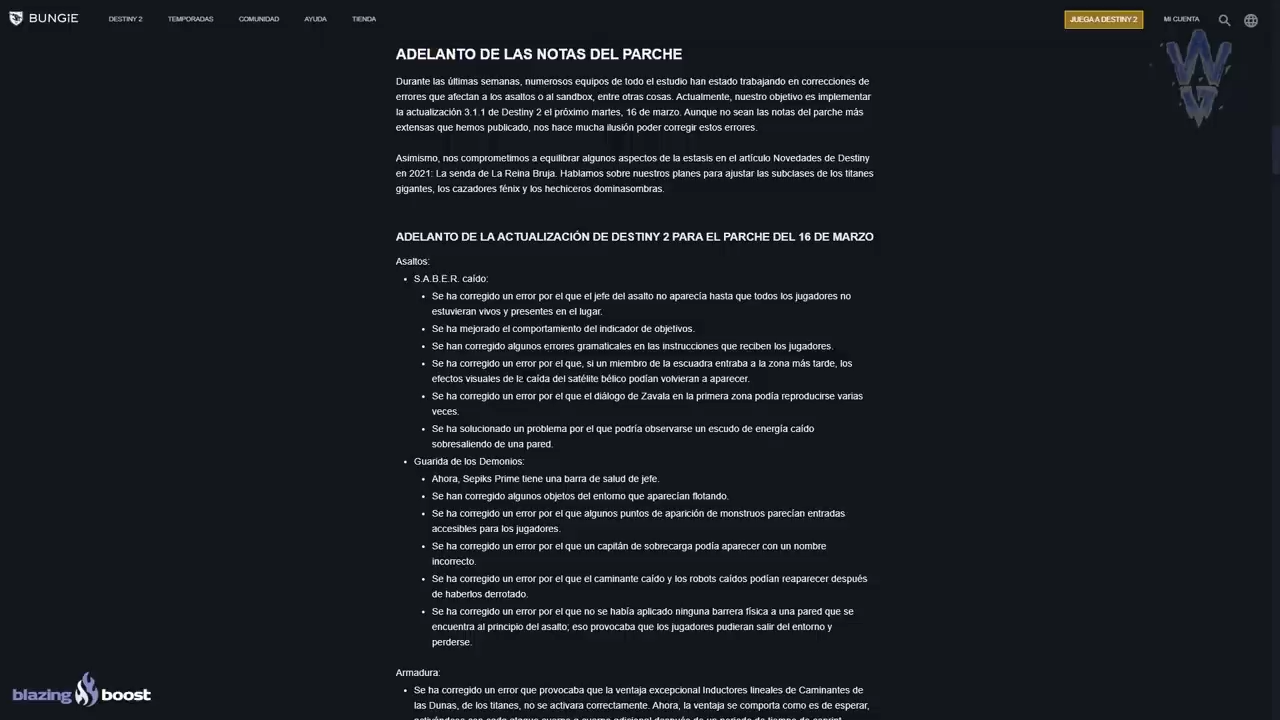 BUNGiE
DESTINY 2
TEMPORADAS
COMUNIDAD
AYUDA
TIENDA
JUEGA A DESTINY 2
MI CUENTA
WG
ADELANTO DE LAS NOTAS DEL PARCHE
Durante las últimas semanas, numerosos equipos de todo el estudio han estado trabajando en correcciones de
errores que afectan a los asaltos o al sandbox, entre otras cosas. Actualmente, nuestro objetivo es implementar
la actualización 3.1.1 de Destiny 2 el próximo martes, 16 de marzo. Aunque no sean las notas del parche más
extensas que hemos publicado, nos hace mucha ilusión poder corregir estos errores.
Asimismo, nos comprometimos a equilibrar algunos aspectos de la estasis en el artículo Novedades de Destiny
en 2021: La senda de La Reina Bruja. Hablamos sobre nuestros planes para ajustar las subclases de los titanes
gigantes, los cazadores fénix y los hechiceros dominasombras.
ADELANTO DE LA ACTUALIZACIÓN DE DESTINY 2 PARA EL PARCHE DEL 16 DE MARZO
Asaltos:
• S.A.B.E.R. caído:
• Se ha corregido un error por el que el jefe del asalto no aparecía hasta que todos los jugadores no
estuvieran vivos y presentes en el lugar.
• Se ha mejorado el comportamiento del indicador de objetivos.
• Se han corregido algunos errores gramaticales en las instrucciones que reciben los jugadores.
• Se ha corregido un error por el que, si un miembro de la escuadra entraba a la zona más tarde, los
efectos visuales de la caída del satélite bélico podían volvieran a aparecer.
• Se ha corregido un error por el que el diálogo de Zavala en la primera zona podía reproducirse varias
veces.
• Se ha solucionado un problema por el que podría observarse un escudo de energía caído
sobresaliendo de una pared.
• Guarida de los Demonios:
• Ahora, Sepiks Prime tiene una barra de salud de jefe.
• Se han corregido algunos objetos del entorno que aparecían flotando.
• Se ha corregido un error por el que algunos puntos de aparición de monstruos parecían entradas
accesibles para los jugadores.
• Se ha corregido un error por el que un capitán de sobrecarga podía aparecer con un nombre
incorrecto.
• Se ha corregido un error por el que el caminante caído y los robots caídos podían reaparecer después
de haberlos derrotado.
• Se ha corregido un error por el que no se había aplicado ninguna barrera física a una pared que se
encuentra al principio del asalto; eso provocaba que los jugadores pudieran salir del entorno y
perderse.
Armadura:
• Se ha corregido un error que provocaba que la ventaja excepcional Inductores lineales de Caminantes de
las Dunas, de los titanes, no se activara correctamente. Ahora, la ventaja se comporta como es de esperar,
blazing boost